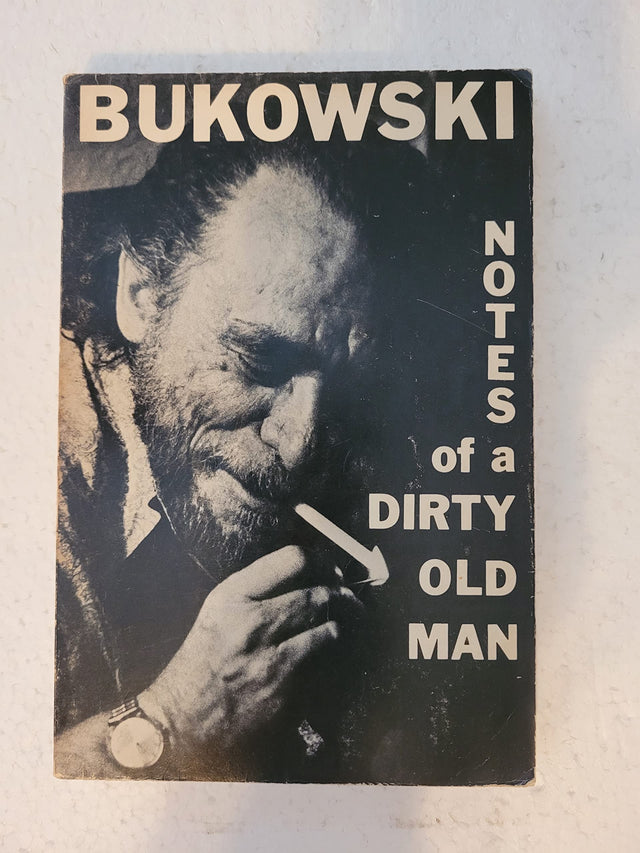 BUKOWSKI
NOTES
of a
DIRTY
OLD
MAN